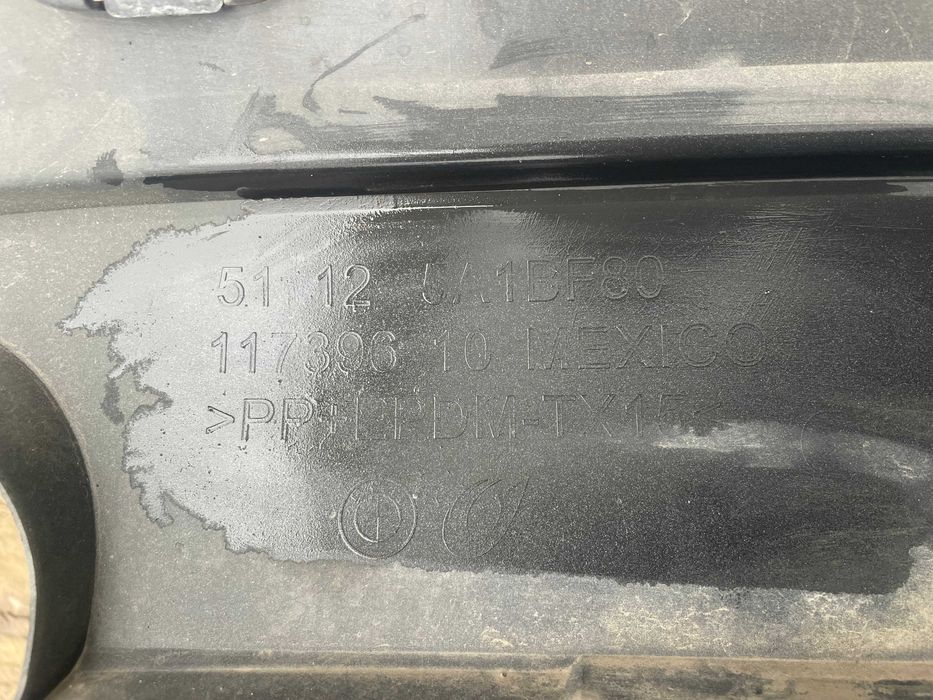 51 12 5A1BF80
117396 10 MEXICO
>PP+EPDM-TX15<